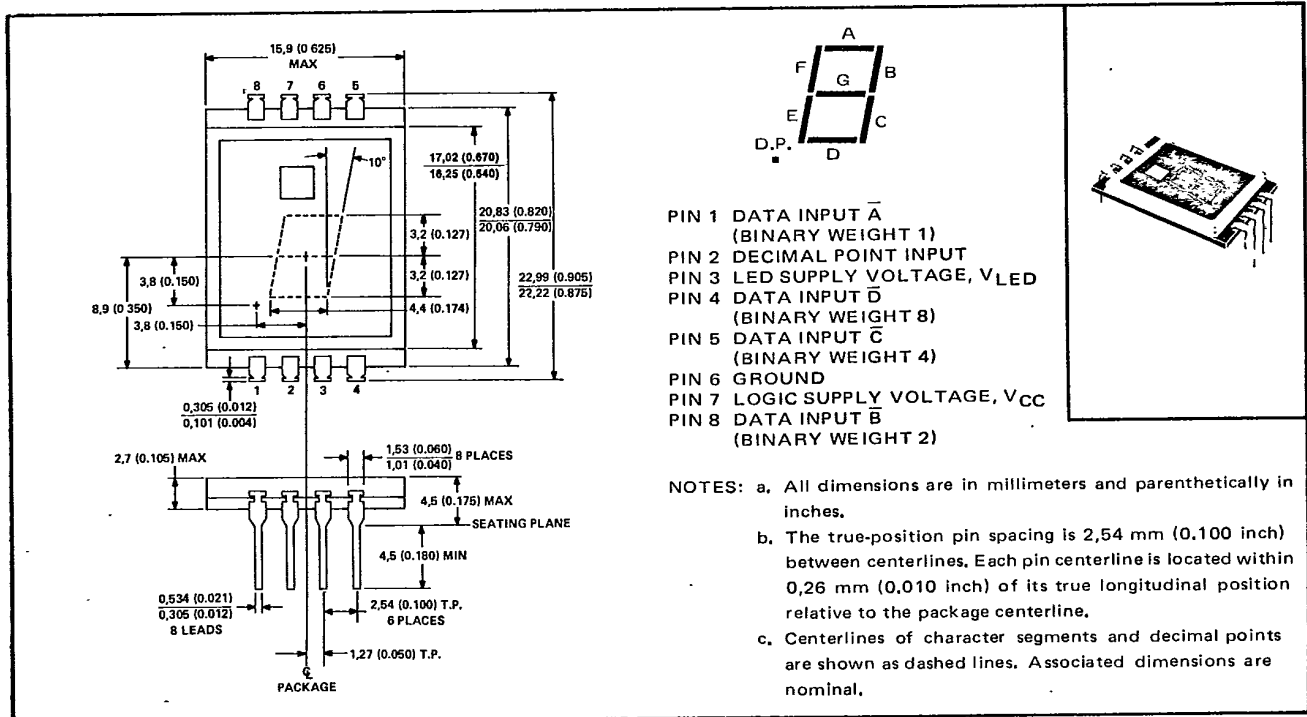 15,9 (0 625)
MAX
8 7 6 5
10°
17,02 (0.670)
16,25 (0.640)
20,83 (0.820)
20,06 (0.790)
3,2 (0.127)
3,2 (0.127)
22,99 (0.905)
22,22 (0.875)
3,8 (0.150)
8,9 (0 350)
3,8 (0.150)
4,4 (0.174)
1 2 3 4
0,305 (0.012)
0,101 (0.004)
2,7 (0.105) MAX
1,53 (0.060)
1,01 (0.040)
8 PLACES
4,5 (0.175) MAX
SEATING PLANE
4,5 (0.180) MIN
0,534 (0.021)
0,305 (0.012)
8 LEADS
2,54 (0.100) T.P.
6 PLACES
1,27 (0.050) T.P.
℄
PACKAGE
A
F B
G
E C
D.P. D
PIN 1 DATA INPUT A̅
(BINARY WEIGHT 1)
PIN 2 DECIMAL POINT INPUT
PIN 3 LED SUPPLY VOLTAGE, VLED
PIN 4 DATA INPUT D̅
(BINARY WEIGHT 8)
PIN 5 DATA INPUT C̅
(BINARY WEIGHT 4)
PIN 6 GROUND
PIN 7 LOGIC SUPPLY VOLTAGE, VCC
PIN 8 DATA INPUT B̅
(BINARY WEIGHT 2)
NOTES: a. All dimensions are in millimeters and parenthetically in
inches.
b. The true-position pin spacing is 2,54 mm (0.100 inch)
between centerlines. Each pin centerline is located within
0,26 mm (0.010 inch) of its true longitudinal position
relative to the package centerline.
c. Centerlines of character segments and decimal points
are shown as dashed lines. Associated dimensions are
nominal.